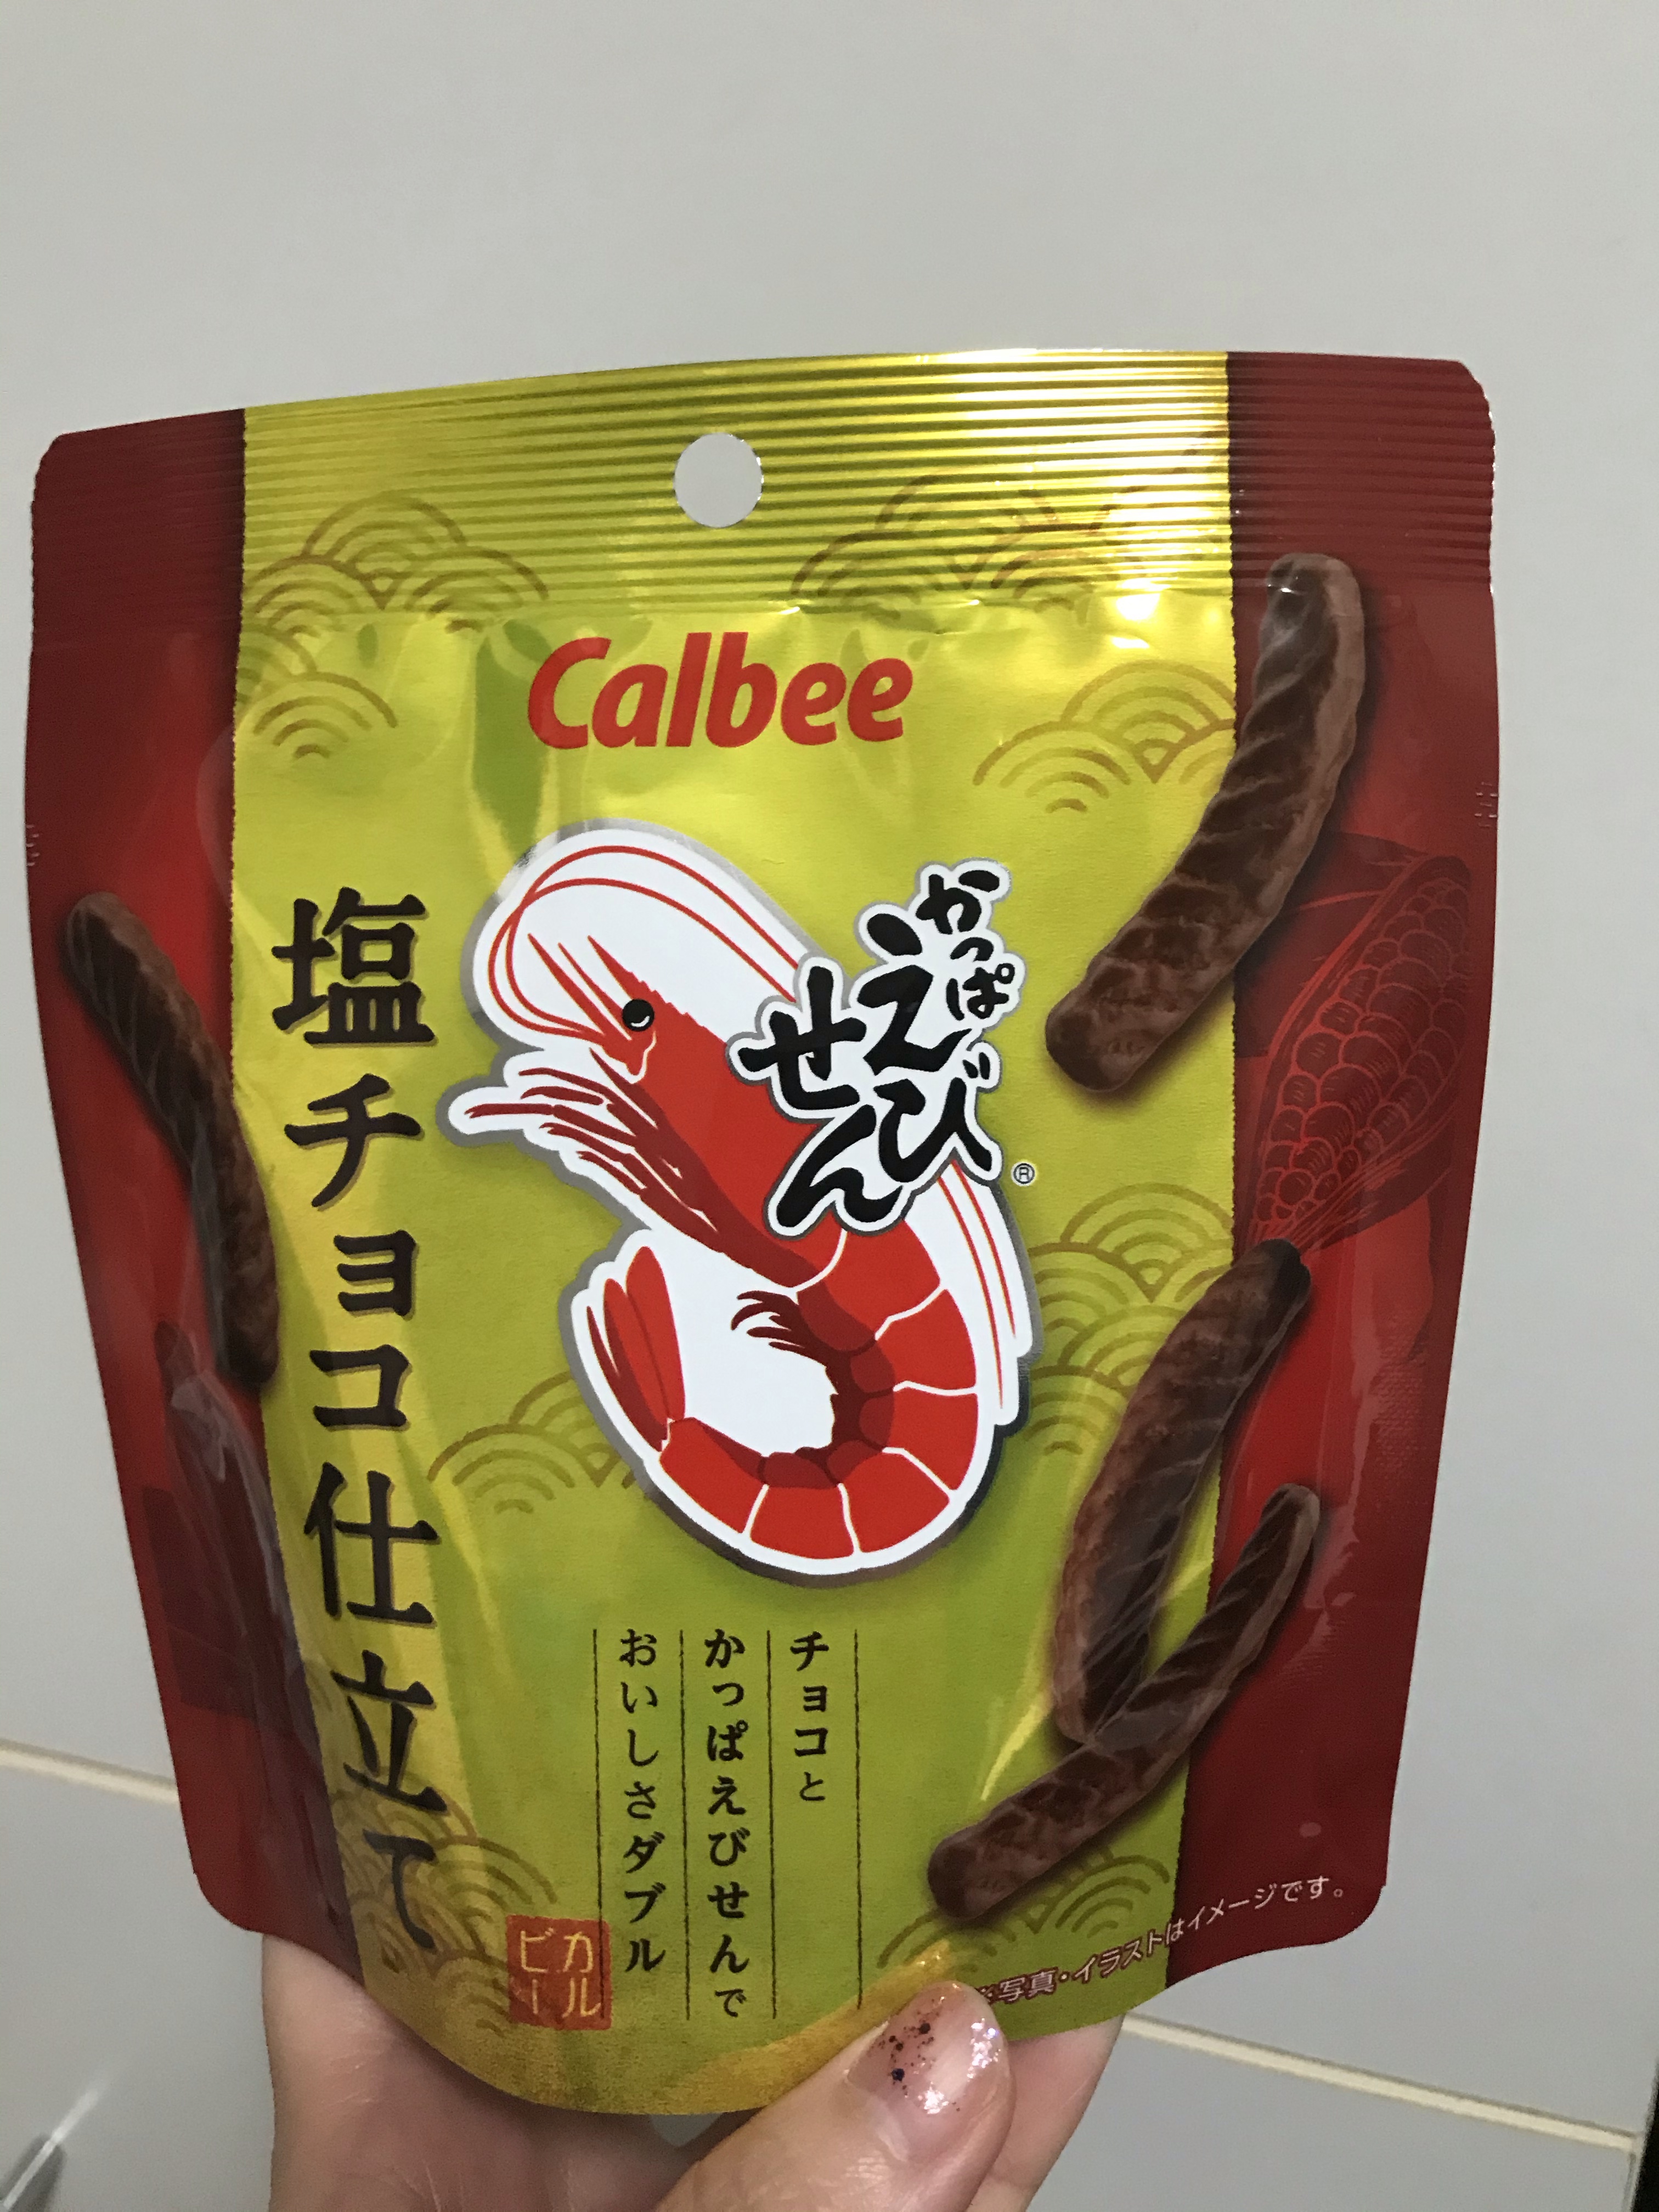 Calbee
かっぱ
えび
せん
®
塩チョコ仕立て
チョコと
かっぱえびせんで
おいしさダブル
カル
ビー
※写真・イラストはイメージです。